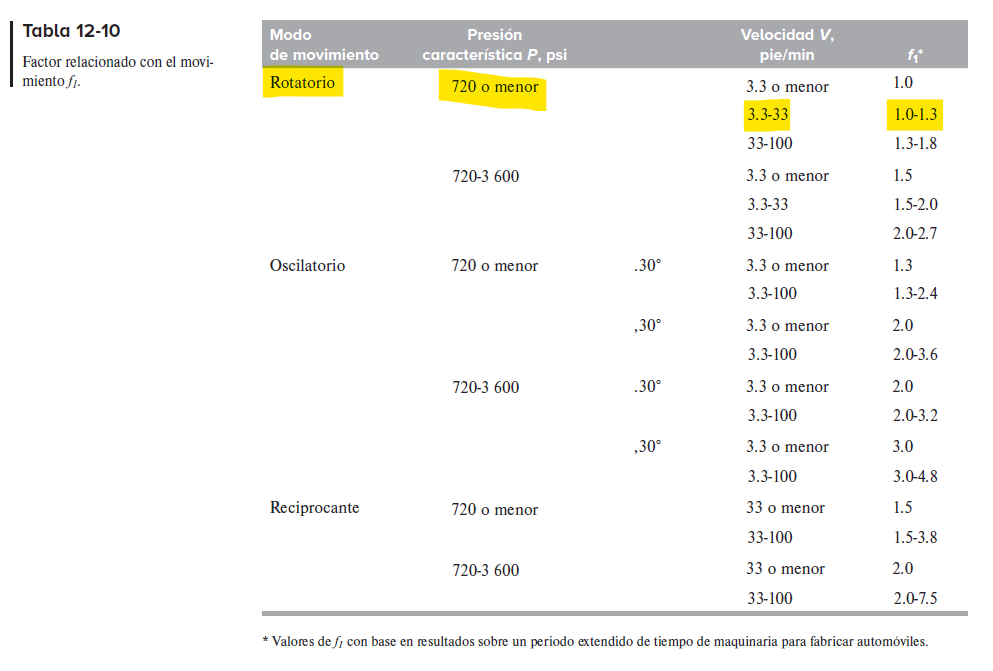 Tabla 12-10
Factor relacionado con el movi-
miento f1.
Modo de movimiento Presión característica P, psi Velocidad V, pie/min f1*
Rotatorio 720 o menor 3.3 o menor 1.0
3.3-33 1.0-1.3
33-100 1.3-1.8
720-3 600 3.3 o menor 1.5
3.3-33 1.5-2.0
33-100 2.0-2.7
Oscilatorio 720 o menor .30° 3.3 o menor 1.3
3.3-100 1.3-2.4
,30° 3.3 o menor 2.0
3.3-100 2.0-3.6
720-3 600 .30° 3.3 o menor 2.0
3.3-100 2.0-3.2
,30° 3.3 o menor 3.0
3.3-100 3.0-4.8
Reciprocante 720 o menor 33 o menor 1.5
33-100 1.5-3.8
720-3 600 33 o menor 2.0
33-100 2.0-7.5
* Valores de f1 con base en resultados sobre un periodo extendido de tiempo de maquinaria para fabricar automóviles.